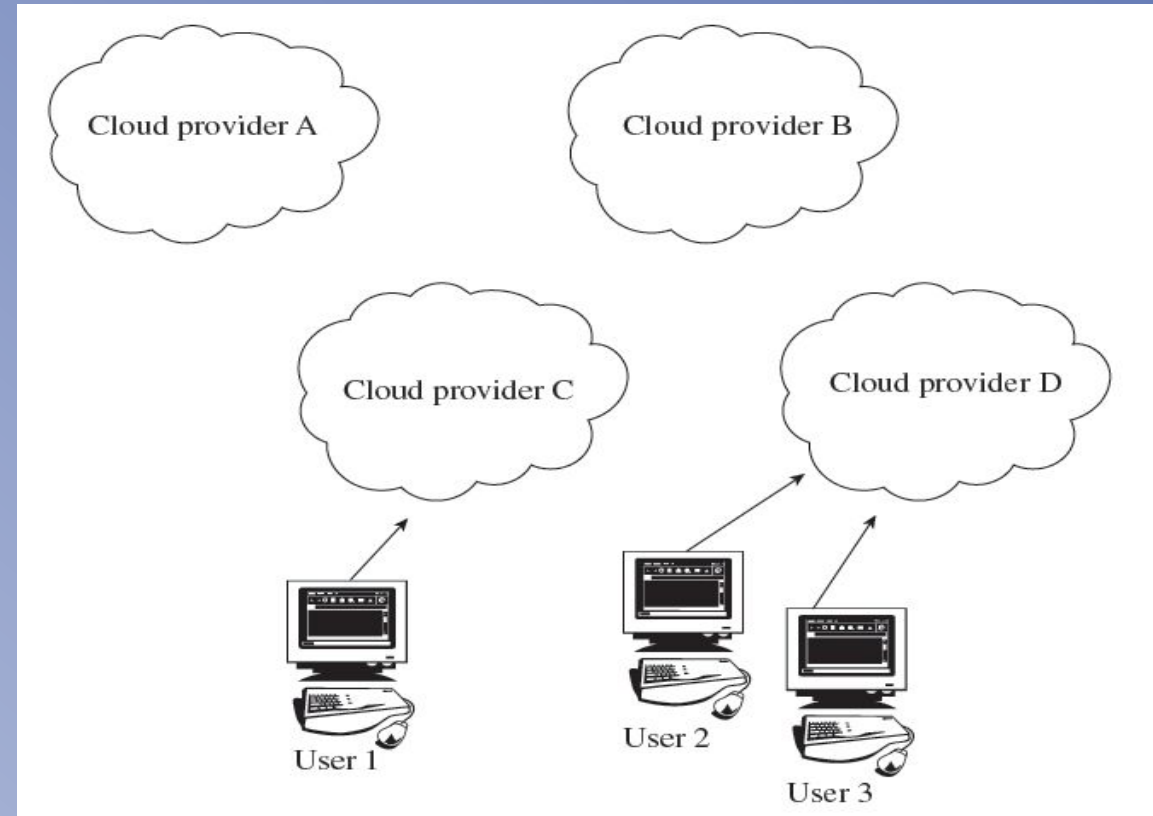 Cloud provider A
Cloud provider B
Cloud provider C
Cloud provider D
User 1
User 2
User 3